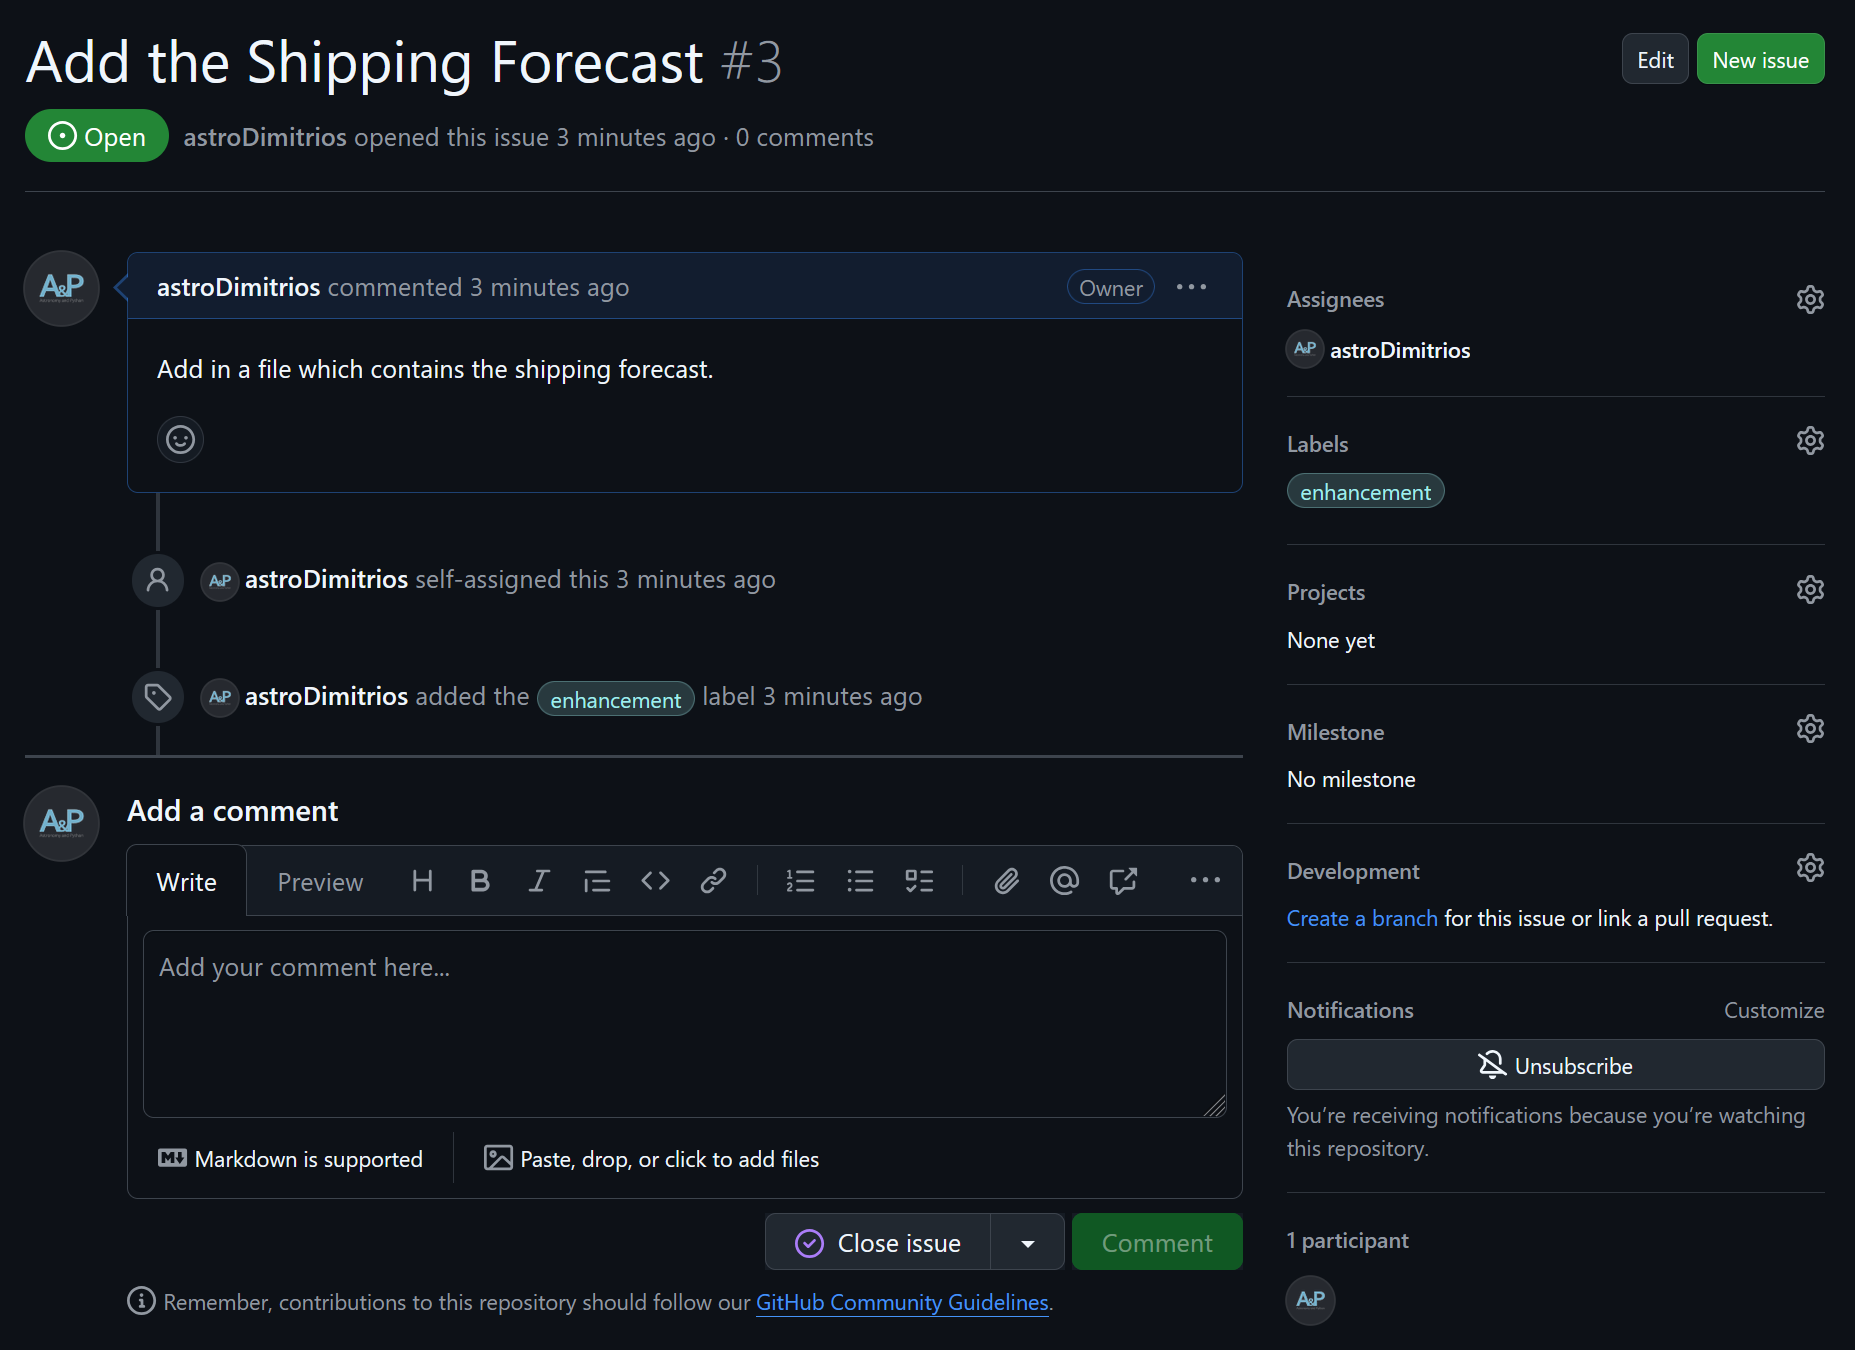 Add the Shipping Forecast #3
Edit
New issue
Open
astroDimitrios opened this issue 3 minutes ago · 0 comments
A&P
astroDimitrios commented 3 minutes ago
Owner
Add in a file which contains the shipping forecast.
A&P astroDimitrios self-assigned this 3 minutes ago
A&P astroDimitrios added the enhancement label 3 minutes ago
A&P
Add a comment
Write
Preview
Add your comment here...
Markdown is supported
Paste, drop, or click to add files
Close issue
Comment
Remember, contributions to this repository should follow our GitHub Community Guidelines.
Assignees
A&P astroDimitrios
Labels
enhancement
Projects
None yet
Milestone
No milestone
Development
Create a branch for this issue or link a pull request.
Notifications
Customize
Unsubscribe
You’re receiving notifications because you’re watching
this repository.
1 participant
A&P